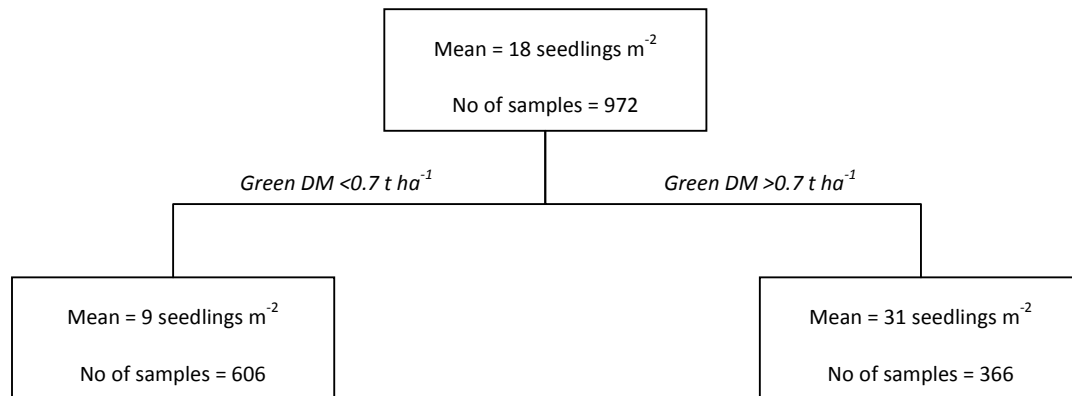 Mean = 18 seedlings m⁻²
No of samples = 972
Green DM <0.7 t ha⁻¹
Green DM >0.7 t ha⁻¹
Mean = 9 seedlings m⁻²
No of samples = 606
Mean = 31 seedlings m⁻²
No of samples = 366